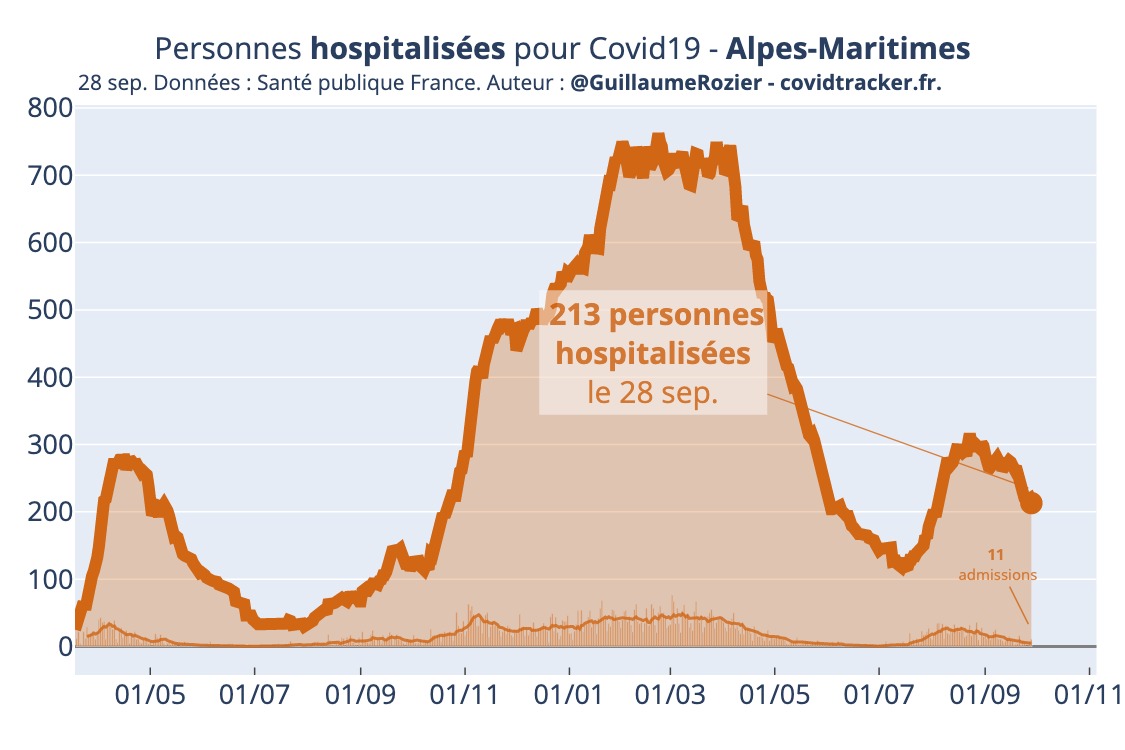 Personnes hospitalisées pour Covid19 - Alpes-Maritimes
28 sep. Données : Santé publique France. Auteur : @GuillaumeRozier - covidtracker.fr.
800
700
600
500
400
300
200
100
0
213 personnes
hospitalisées
le 28 sep.
11
admissions
01/05 01/07 01/09 01/11 01/01 01/03 01/05 01/07 01/09 01/11